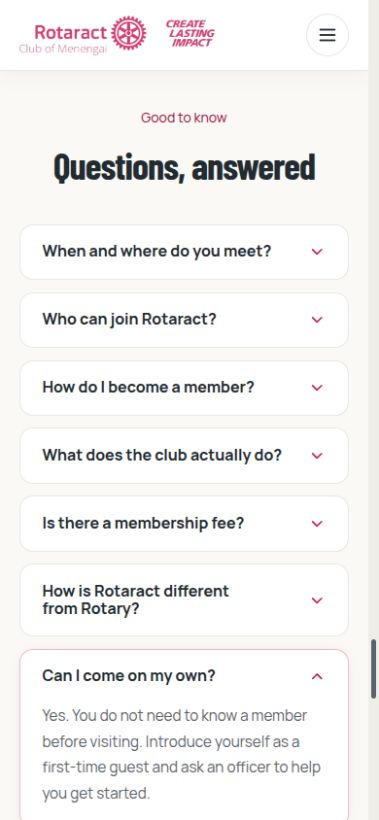 Rotaract
Club of Menengai
CREATE
LASTING
IMPACT
Good to know
Questions, answered
When and where do you meet?
Who can join Rotaract?
How do I become a member?
What does the club actually do?
Is there a membership fee?
How is Rotaract different
from Rotary?
Can I come on my own?
Yes. You do not need to know a member
before visiting. Introduce yourself as a
first-time guest and ask an officer to help
you get started.